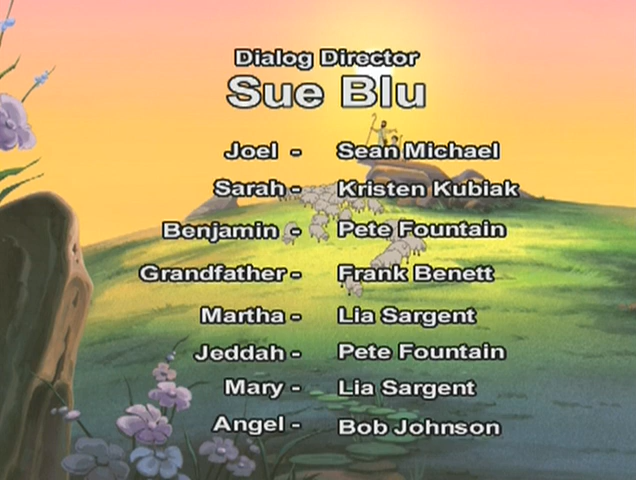 Dialog Director
Sue Blu
Joel - Sean Michael
Sarah - Kristen Kubiak
Benjamin - Pete Fountain
Grandfather - Frank Benett
Martha - Lia Sargent
Jeddah - Pete Fountain
Mary - Lia Sargent
Angel - Bob Johnson